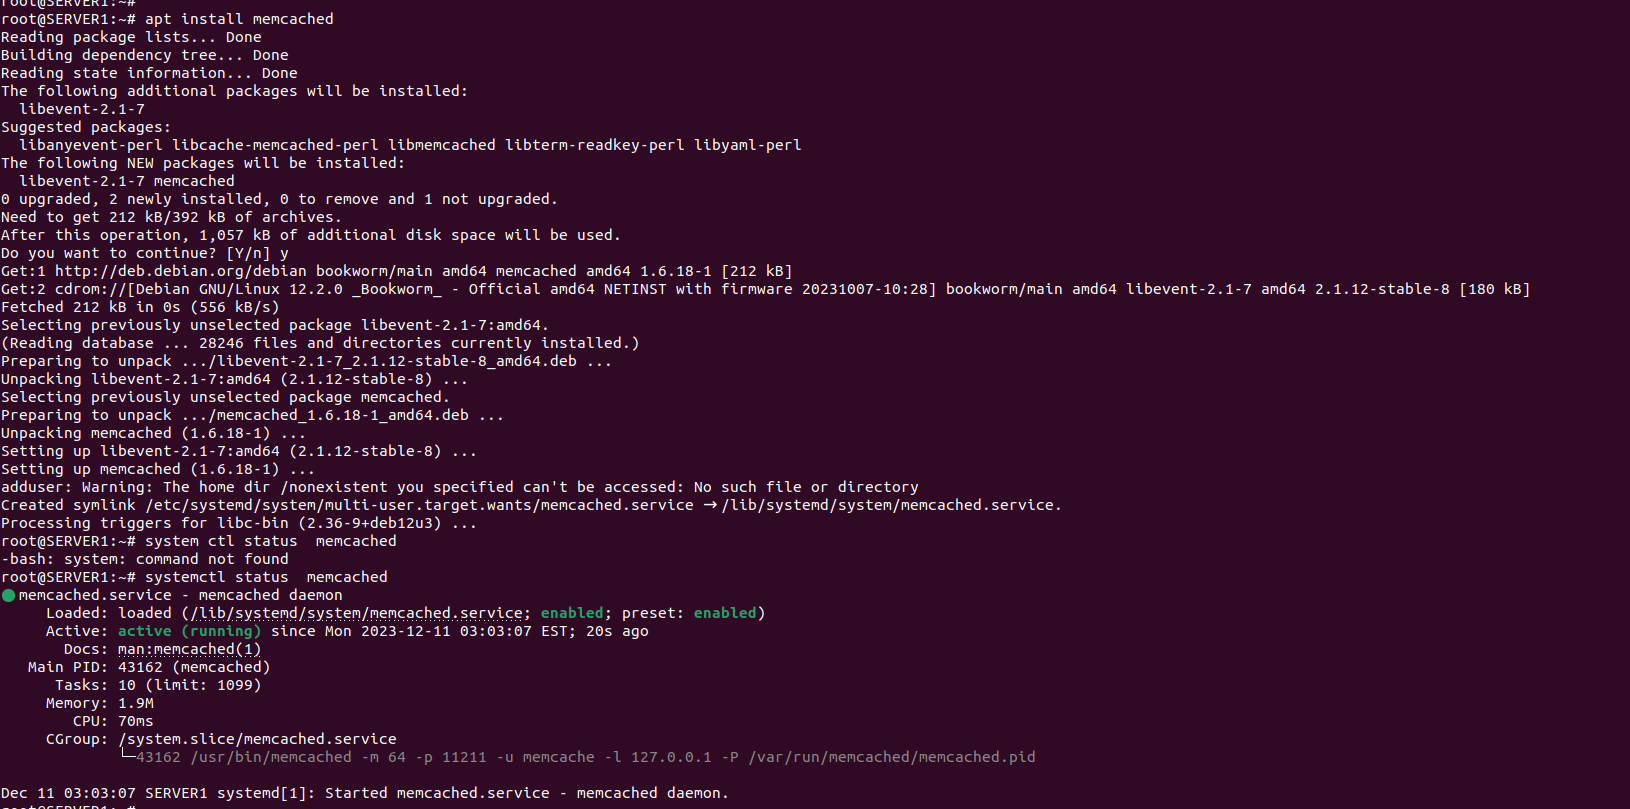 root@SERVER1:~#
root@SERVER1:~# apt install memcached
Reading package lists... Done
Building dependency tree... Done
Reading state information... Done
The following additional packages will be installed:
  libevent-2.1-7
Suggested packages:
  libanyevent-perl libcache-memcached-perl libmemcached libterm-readkey-perl libyaml-perl
The following NEW packages will be installed:
  libevent-2.1-7 memcached
0 upgraded, 2 newly installed, 0 to remove and 1 not upgraded.
Need to get 212 kB/392 kB of archives.
After this operation, 1,057 kB of additional disk space will be used.
Do you want to continue? [Y/n] y
Get:1 http://deb.debian.org/debian bookworm/main amd64 memcached amd64 1.6.18-1 [212 kB]
Get:2 cdrom://[Debian GNU/Linux 12.2.0 _Bookworm_ - Official amd64 NETINST with firmware 20231007-10:28] bookworm/main amd64 libevent-2.1-7 amd64 2.1.12-stable-8 [180 kB]
Fetched 212 kB in 0s (556 kB/s)
Selecting previously unselected package libevent-2.1-7:amd64.
(Reading database ... 28246 files and directories currently installed.)
Preparing to unpack .../libevent-2.1-7_2.1.12-stable-8_amd64.deb ...
Unpacking libevent-2.1-7:amd64 (2.1.12-stable-8) ...
Selecting previously unselected package memcached.
Preparing to unpack .../memcached_1.6.18-1_amd64.deb ...
Unpacking memcached (1.6.18-1) ...
Setting up libevent-2.1-7:amd64 (2.1.12-stable-8) ...
Setting up memcached (1.6.18-1) ...
adduser: Warning: The home dir /nonexistent you specified can't be accessed: No such file or directory
Created symlink /etc/systemd/system/multi-user.target.wants/memcached.service → /lib/systemd/system/memcached.service.
Processing triggers for libc-bin (2.36-9+deb12u3) ...
root@SERVER1:~# system ctl status  memcached
-bash: system: command not found
root@SERVER1:~# systemctl status  memcached
● memcached.service - memcached daemon
     Loaded: loaded (/lib/systemd/system/memcached.service; enabled; preset: enabled)
     Active: active (running) since Mon 2023-12-11 03:03:07 EST; 20s ago
       Docs: man:memcached(1)
   Main PID: 43162 (memcached)
      Tasks: 10 (limit: 1099)
     Memory: 1.9M
        CPU: 70ms
     CGroup: /system.slice/memcached.service
             └─43162 /usr/bin/memcached -m 64 -p 11211 -u memcache -l 127.0.0.1 -P /var/run/memcached/memcached.pid
Dec 11 03:03:07 SERVER1 systemd[1]: Started memcached.service - memcached daemon.
root@SERVER1:~#